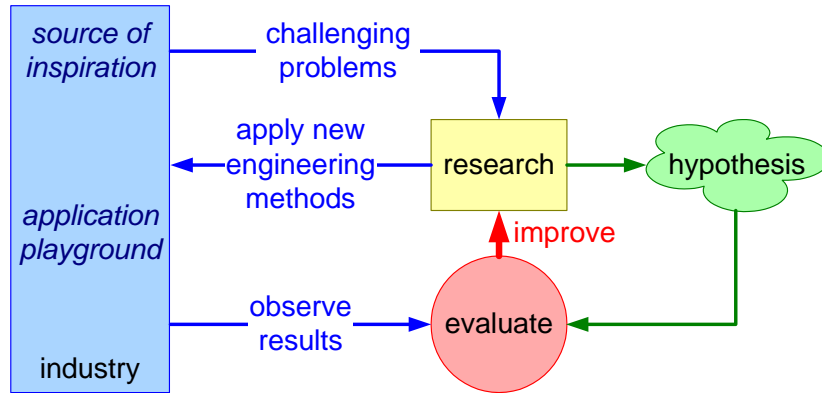 source of
inspiration
challenging
problems
apply new
engineering
methods
research
hypothesis
application
playground
improve
observe
results
evaluate
industry